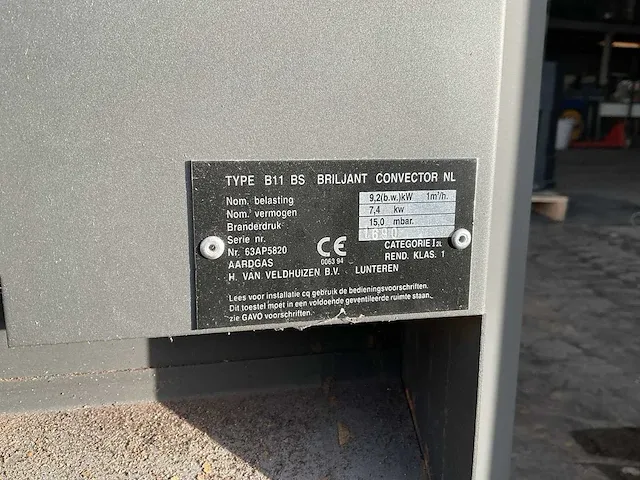 TYPE B11 BS BRILJANT CONVECTOR NL
Nom. belasting 9,2(b.w.)kW 1m³/h.
Nom. vermogen 7,4 kw
Branderdruk 15,0 mbar.
Serie nr.
Nr. 63AP5820 CE CATEGORIE I2L
AARDGAS 0063 94 REND. KLAS. 1
H. VAN VELDHUIZEN B.V. LUNTEREN
Lees voor installatie cq gebruik de bedieningsvoorschriften.
Dit toestel moet in een voldoende geventileerde ruimte staan,
zie GAVO voorschriften.